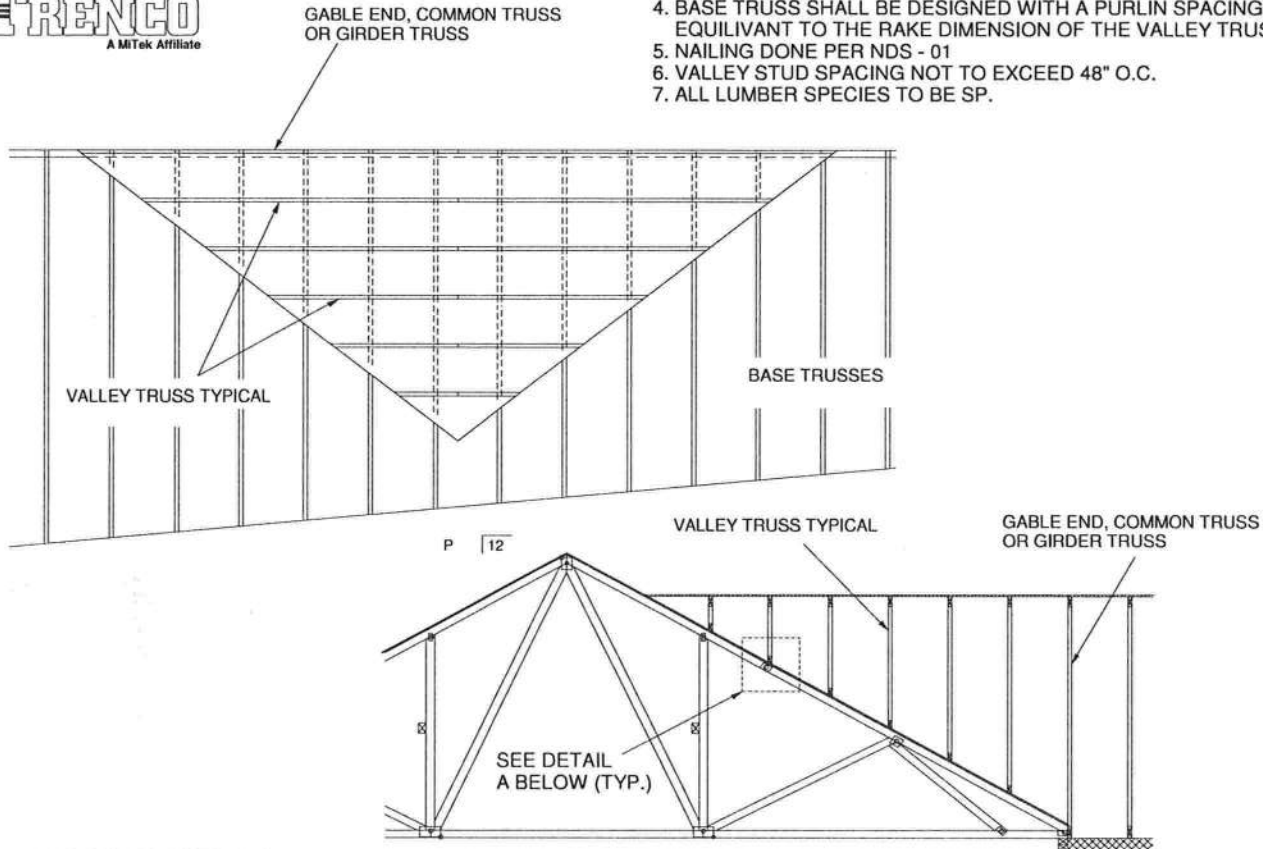 TRENCO
A MiTek Affiliate
GABLE END, COMMON TRUSS
OR GIRDER TRUSS
4. BASE TRUSS SHALL BE DESIGNED WITH A PURLIN SPACING
EQUILIVANT TO THE RAKE DIMENSION OF THE VALLEY TRUS
5. NAILING DONE PER NDS - 01
6. VALLEY STUD SPACING NOT TO EXCEED 48" O.C.
7. ALL LUMBER SPECIES TO BE SP.
VALLEY TRUSS TYPICAL
BASE TRUSSES
P 12
VALLEY TRUSS TYPICAL
GABLE END, COMMON TRUSS
OR GIRDER TRUSS
SEE DETAIL
A BELOW (TYP.)